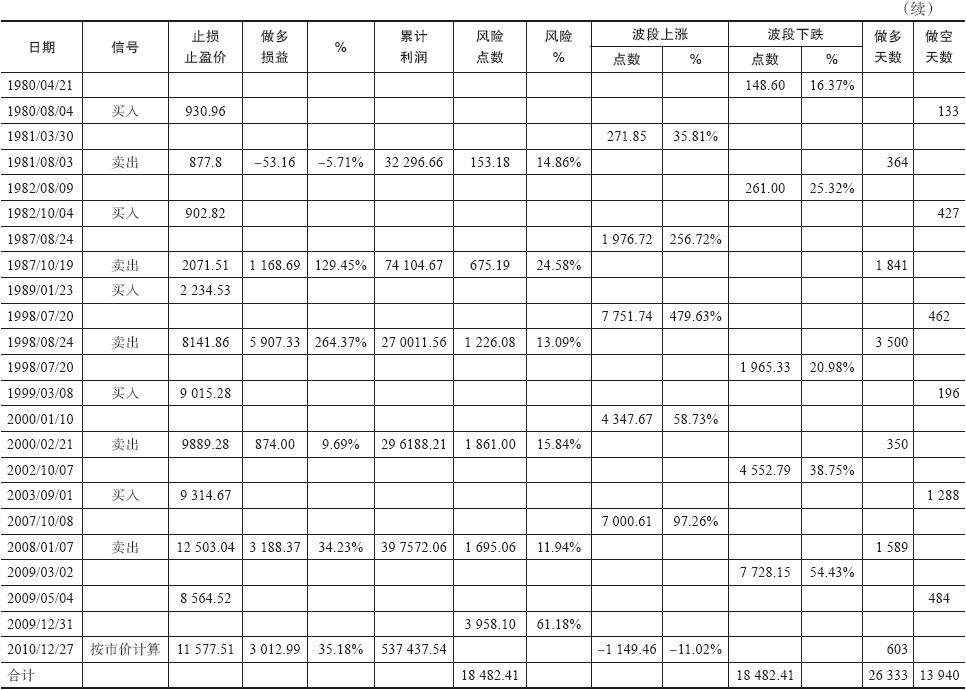 （续）
日期 信号 止损止盈价 做多损益 % 累计利润 风险点数 风险% 波段上涨 波段下跌 做多天数 做空天数
点数 % 点数 %
1980/04/21 148.60 16.37%
1980/08/04 买入 930.96 133
1981/03/30 271.85 35.81%
1981/08/03 卖出 877.8 –53.16 –5.71% 32 296.66 153.18 14.86% 364
1982/08/09 261.00 25.32%
1982/10/04 买入 902.82 427
1987/08/24 1 976.72 256.72%
1987/10/19 卖出 2071.51 1 168.69 129.45% 74 104.67 675.19 24.58% 1 841
1989/01/23 买入 2 234.53
1998/07/20 7 751.74 479.63% 462
1998/08/24 卖出 8141.86 5 907.33 264.37% 27 0011.56 1 226.08 13.09% 3 500
1998/07/20 1 965.33 20.98%
1999/03/08 买入 9 015.28 196
2000/01/10 4 347.67 58.73%
2000/02/21 卖出 9889.28 874.00 9.69% 29 6188.21 1 861.00 15.84% 350
2002/10/07 4 552.79 38.75%
2003/09/01 买入 9 314.67 1 288
2007/10/08 7 000.61 97.26%
2008/01/07 卖出 12 503.04 3 188.37 34.23% 39 7572.06 1 695.06 11.94% 1 589
2009/03/02 7 728.15 54.43%
2009/05/04 8 564.52 484
2009/12/31 3 958.10 61.18%
2010/12/27 按市价计算 11 577.51 3 012.99 35.18% 537 437.54 –1 149.46 –11.02% 603
合计 18 482.41 18 482.41 26 333 13 940